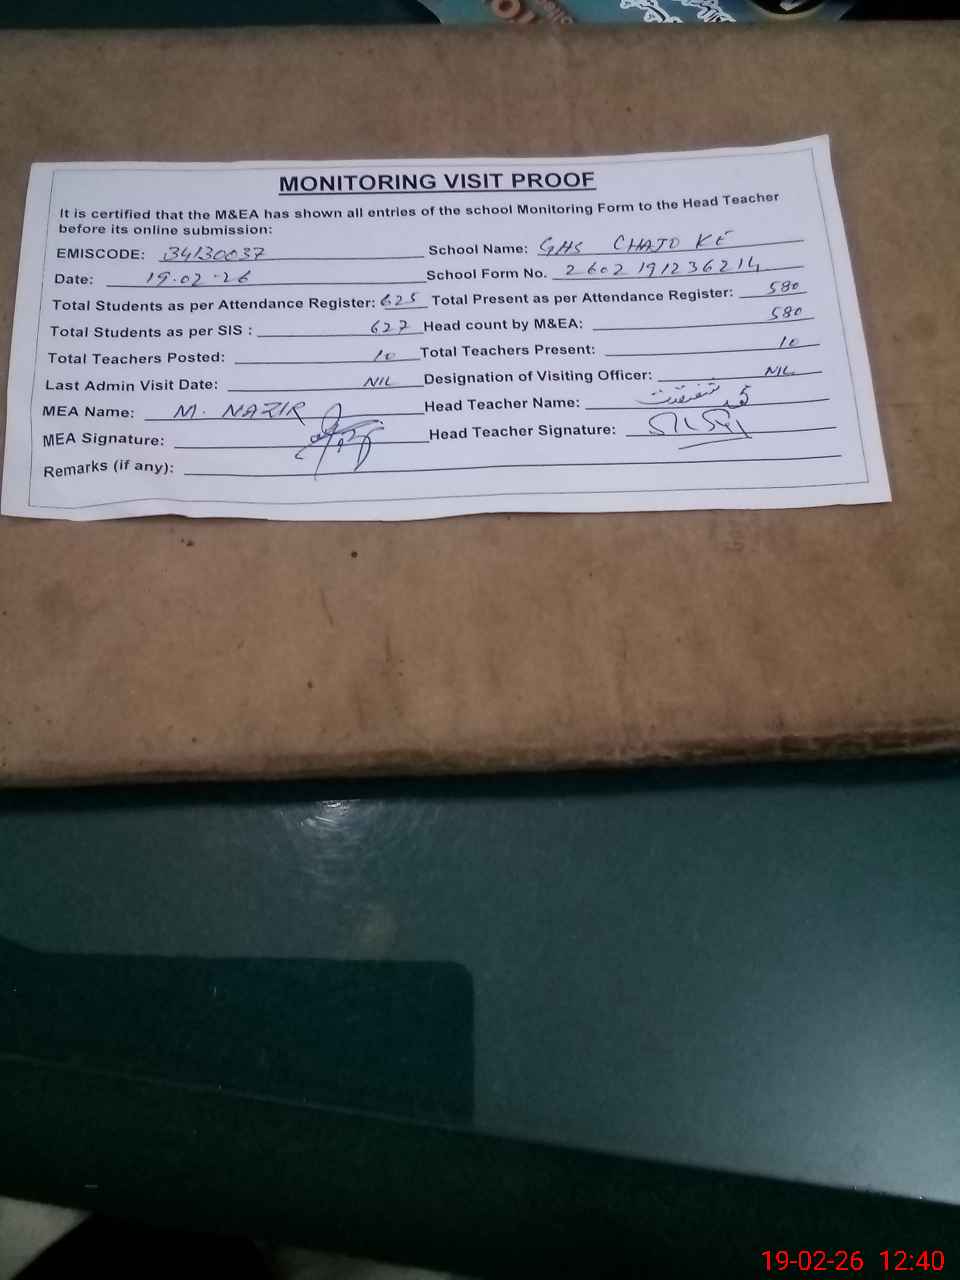 MONITORING VISIT PROOF
It is certified that the M&EA has shown all entries of the school Monitoring Form to the Head Teacher
before its online submission:
EMISCODE: 34130037 School Name: GHS CHAJO KE
Date: 19-02-26 School Form No. 2602191236214
Total Students as per Attendance Register: 625 Total Present as per Attendance Register: 580
Total Students as per SIS : 627 Head count by M&EA: 580
Total Teachers Posted: 10 Total Teachers Present: 10
Last Admin Visit Date: NIL Designation of Visiting Officer: NIL
MEA Name: M. NAZIR Head Teacher Name: محمد شفقت
MEA Signature: Head Teacher Signature:
Remarks (if any):
19-02-26 12:40